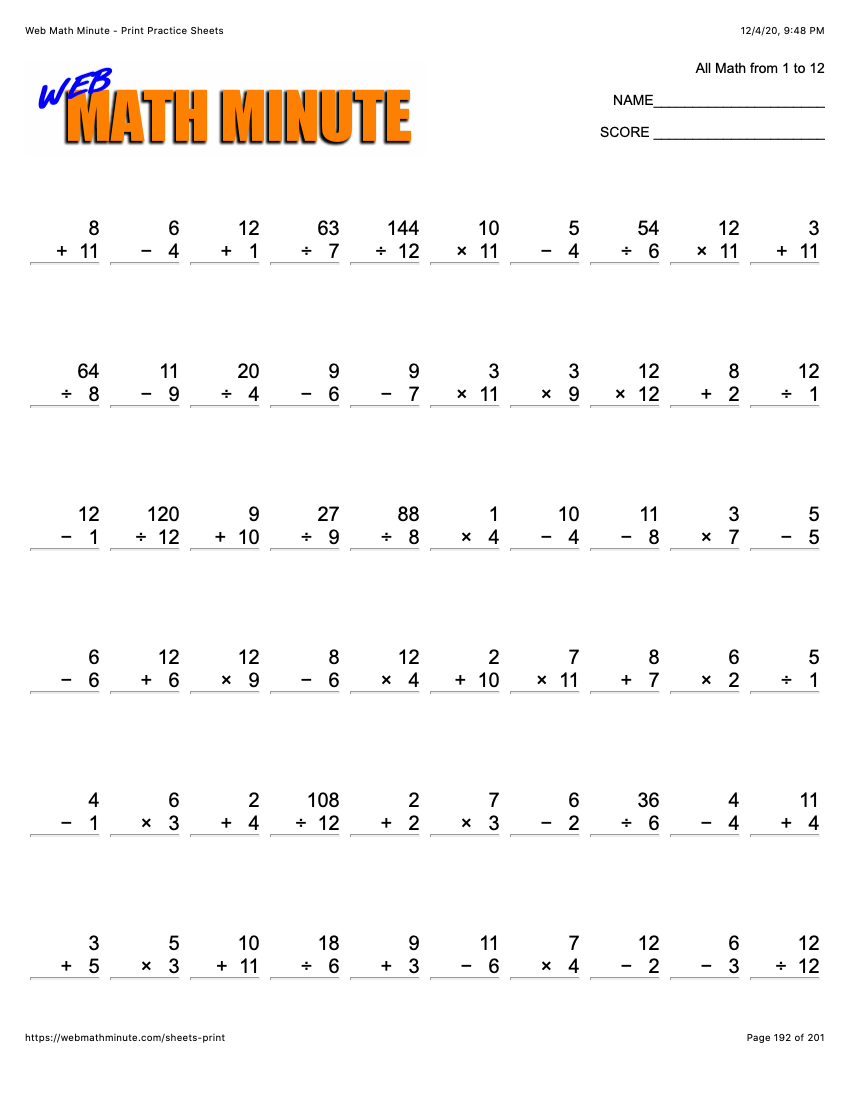 Web Math Minute - Print Practice Sheets 12/4/20, 9:48 PM
WEB
MATH MINUTE
All Math from 1 to 12
NAME______________________
SCORE ______________________
8 6 12 63 144 10 5 54 12 3
+ 11 − 4 + 1 ÷ 7 ÷ 12 × 11 − 4 ÷ 6 × 11 + 11
64 11 20 9 9 3 3 12 8 12
÷ 8 − 9 ÷ 4 − 6 − 7 × 11 × 9 × 12 + 2 ÷ 1
12 120 9 27 88 1 10 11 3 5
− 1 ÷ 12 + 10 ÷ 9 ÷ 8 × 4 − 4 − 8 × 7 − 5
6 12 12 8 12 2 7 8 6 5
− 6 + 6 × 9 − 6 × 4 + 10 × 11 + 7 × 2 ÷ 1
4 6 2 108 2 7 6 36 4 11
− 1 × 3 + 4 ÷ 12 + 2 × 3 − 2 ÷ 6 − 4 + 4
3 5 10 18 9 11 7 12 6 12
+ 5 × 3 + 11 ÷ 6 + 3 − 6 × 4 − 2 − 3 ÷ 12
https://webmathminute.com/sheets-print Page 192 of 201